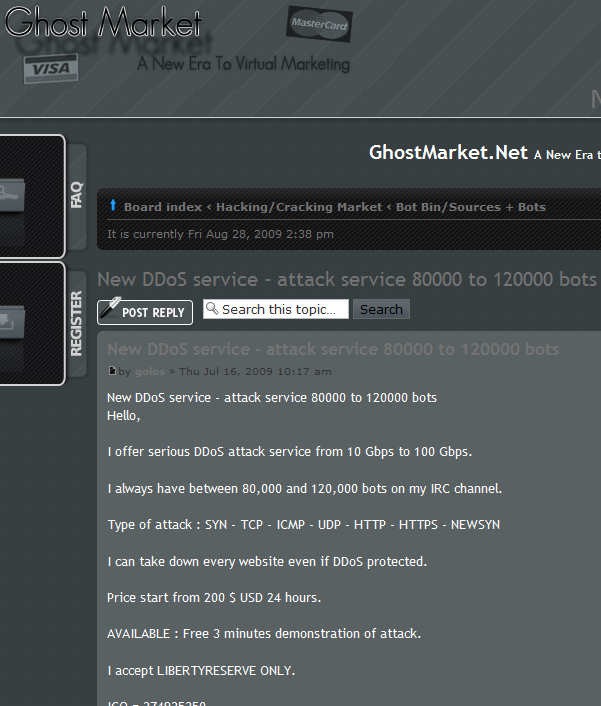 Ghost Market
MasterCard
VISA
A New Era To Virtual Marketing
GhostMarket.Net A New Era t
FAQ
Board index ‹ Hacking/Cracking Market ‹ Bot Bin/Sources + Bots
It is currently Fri Aug 28, 2009 2:38 pm
REGISTER
New DDoS service - attack service 80000 to 120000 bots
POST REPLY
Search this topic...
Search
New DDoS service - attack service 80000 to 120000 bots
by golos » Thu Jul 16, 2009 10:17 am
New DDoS service - attack service 80000 to 120000 bots
Hello,
I offer serious DDoS attack service from 10 Gbps to 100 Gbps.
I always have between 80,000 and 120,000 bots on my IRC channel.
Type of attack : SYN - TCP - ICMP - UDP - HTTP - HTTPS - NEWSYN
I can take down every website even if DDoS protected.
Price start from 200 $ USD 24 hours.
AVAILABLE : Free 3 minutes demonstration of attack.
I accept LIBERTYRESERVE ONLY.